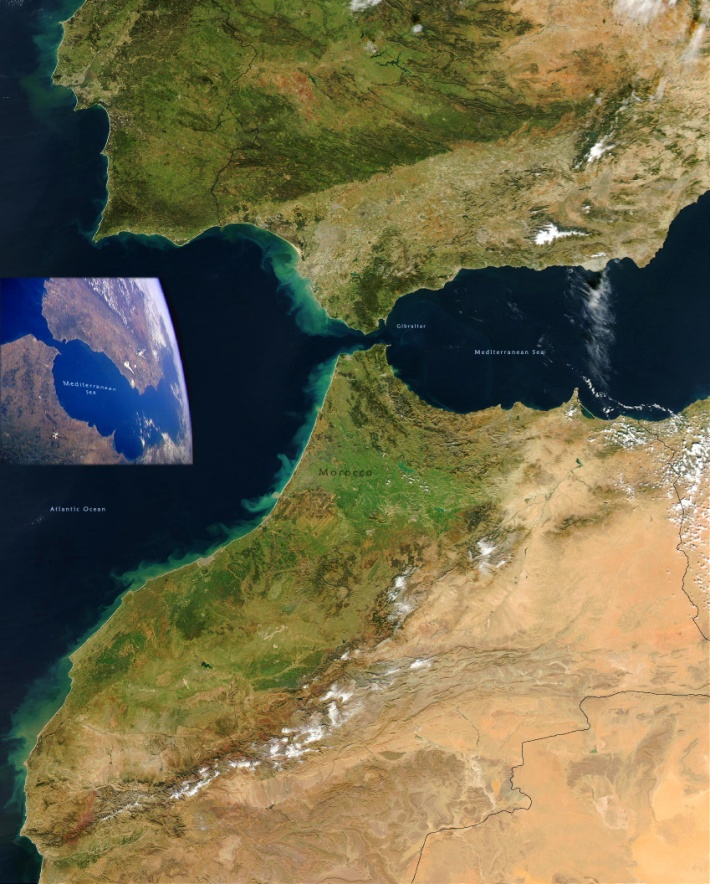 Gibraltar
Mediterranean Sea
Mediterranean
Sea
Morocco
Atlantic Ocean